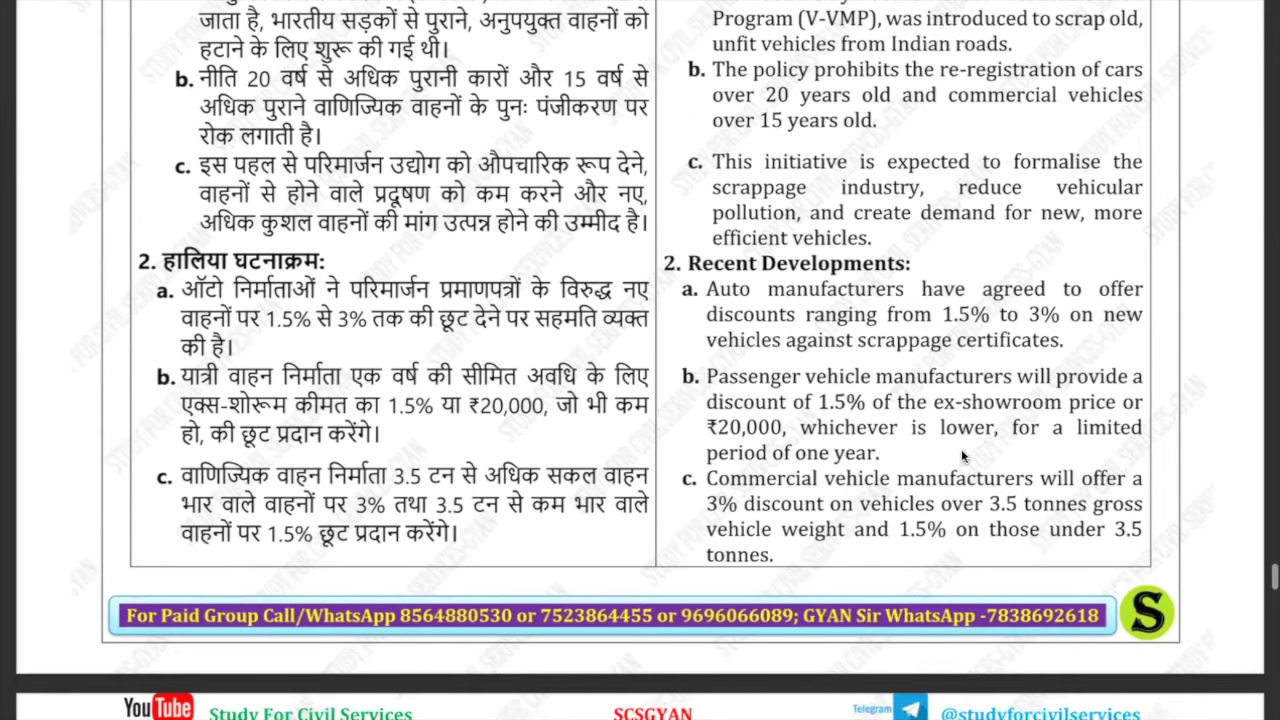 जाता है, भारतीय सड़कों से पुराने, अनुपयुक्त वाहनों को
हटाने के लिए शुरू की गई थी।
b. नीति 20 वर्ष से अधिक पुरानी कारों और 15 वर्ष से
अधिक पुराने वाणिज्यिक वाहनों के पुनः पंजीकरण पर
रोक लगाती है।
c. इस पहल से परिमार्जन उद्योग को औपचारिक रूप देने,
वाहनों से होने वाले प्रदूषण को कम करने और नए,
अधिक कुशल वाहनों की मांग उत्पन्न होने की उम्मीद है।
2. हालिया घटनाक्रम:
a. ऑटो निर्माताओं ने परिमार्जन प्रमाणपत्रों के विरुद्ध नए
वाहनों पर 1.5% से 3% तक की छूट देने पर सहमति व्यक्त
की है।
b. यात्री वाहन निर्माता एक वर्ष की सीमित अवधि के लिए
एक्स-शोरूम कीमत का 1.5% या ₹20,000, जो भी कम
हो, की छूट प्रदान करेंगे।
c. वाणिज्यिक वाहन निर्माता 3.5 टन से अधिक सकल वाहन
भार वाले वाहनों पर 3% तथा 3.5 टन से कम भार वाले
वाहनों पर 1.5% छूट प्रदान करेंगे।
Program (V-VMP), was introduced to scrap old,
unfit vehicles from Indian roads.
b. The policy prohibits the re-registration of cars
over 20 years old and commercial vehicles
over 15 years old.
c. This initiative is expected to formalise the
scrappage industry, reduce vehicular
pollution, and create demand for new, more
efficient vehicles.
2. Recent Developments:
a. Auto manufacturers have agreed to offer
discounts ranging from 1.5% to 3% on new
vehicles against scrappage certificates.
b. Passenger vehicle manufacturers will provide a
discount of 1.5% of the ex-showroom price or
₹20,000, whichever is lower, for a limited
period of one year.
c. Commercial vehicle manufacturers will offer a
3% discount on vehicles over 3.5 tonnes gross
vehicle weight and 1.5% on those under 3.5
tonnes.
For Paid Group Call/WhatsApp 8564880530 or 7523864455 or 9696066089; GYAN Sir WhatsApp -7838692618
S
YouTube Study For Civil Services SCSGYAN Telegram @studyforcivilservices